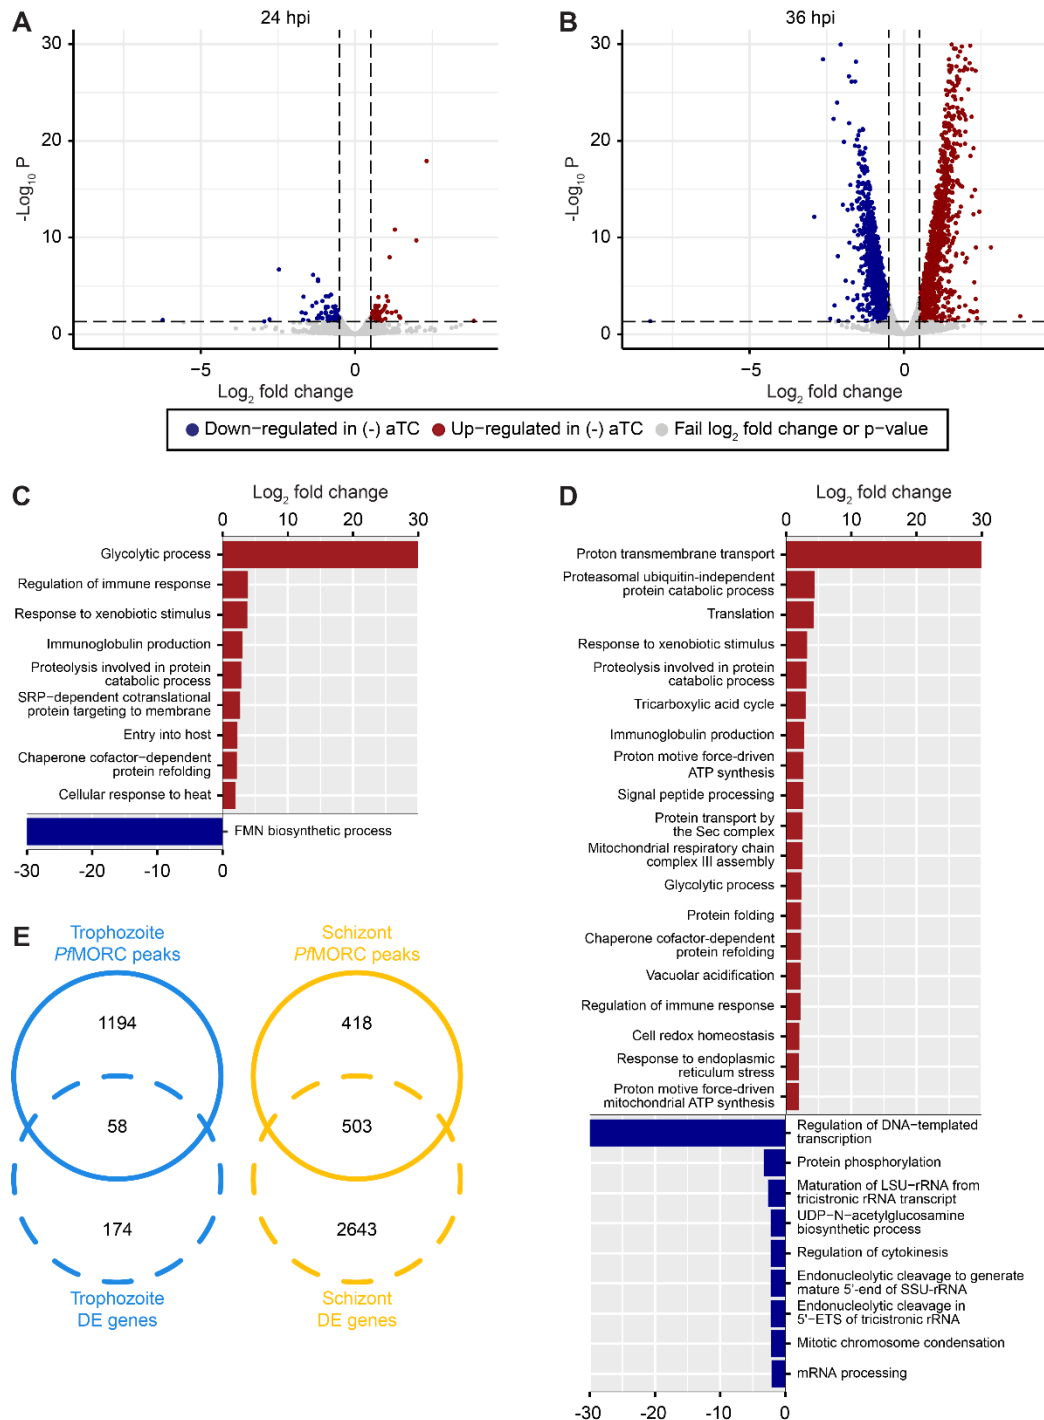 A
24 hpi
30
20
10
0
-Log10 P
−5
0
Log2 fold change
B
36 hpi
30
20
10
0
-Log10 P
−5
0
Log2 fold change
Down−regulated in (-) aTC
Up−regulated in (-) aTC
Fail log2 fold change or p−value
C
Log2 fold change
0 10 20 30
Glycolytic process
Regulation of immune response
Response to xenobiotic stimulus
Immunoglobulin production
Proteolysis involved in protein
catabolic process
SRP−dependent cotranslational
protein targeting to membrane
Entry into host
Chaperone cofactor−dependent
protein refolding
Cellular response to heat
FMN biosynthetic process
-30 -20 -10 0
D
Log2 fold change
0 10 20 30
Proton transmembrane transport
Proteasomal ubiquitin-independent
protein catabolic process
Translation
Response to xenobiotic stimulus
Proteolysis involved in protein
catabolic process
Tricarboxylic acid cycle
Immunoglobulin production
Proton motive force-driven
ATP synthesis
Signal peptide processing
Protein transport by
the Sec complex
Mitochondrial respiratory chain
complex III assembly
Glycolytic process
Protein folding
Chaperone cofactor-dependent
protein refolding
Vacuolar acidification
Regulation of immune response
Cell redox homeostasis
Response to endoplasmic
reticulum stress
Proton motive force-driven
mitochondrial ATP synthesis
Regulation of DNA−templated
transcription
Protein phosphorylation
Maturation of LSU−rRNA from
tricistronic rRNA transcript
UDP−N−acetylglucosamine
biosynthetic process
Regulation of cytokinesis
Endonucleolytic cleavage to generate
mature 5'-end of SSU-rRNA
Endonucleolytic cleavage in
5'−ETS of tricistronic rRNA
Mitotic chromosome condensation
mRNA processing
-30 -20 -10 0
E
Trophozoite
PfMORC peaks
1194
58
174
Trophozoite
DE genes
Schizont
PfMORC peaks
418
503
2643
Schizont
DE genes